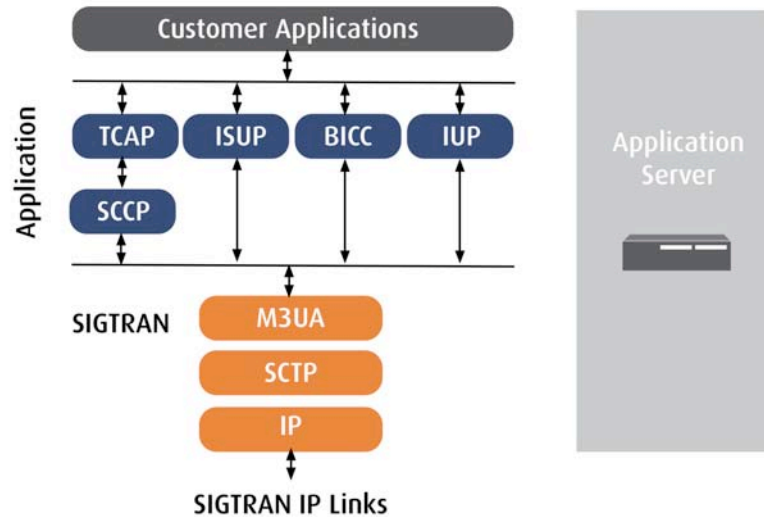 Customer Applications
Application
TCAP
ISUP
BICC
IUP
SCCP
SIGTRAN
M3UA
SCTP
IP
SIGTRAN IP Links
Application
Server